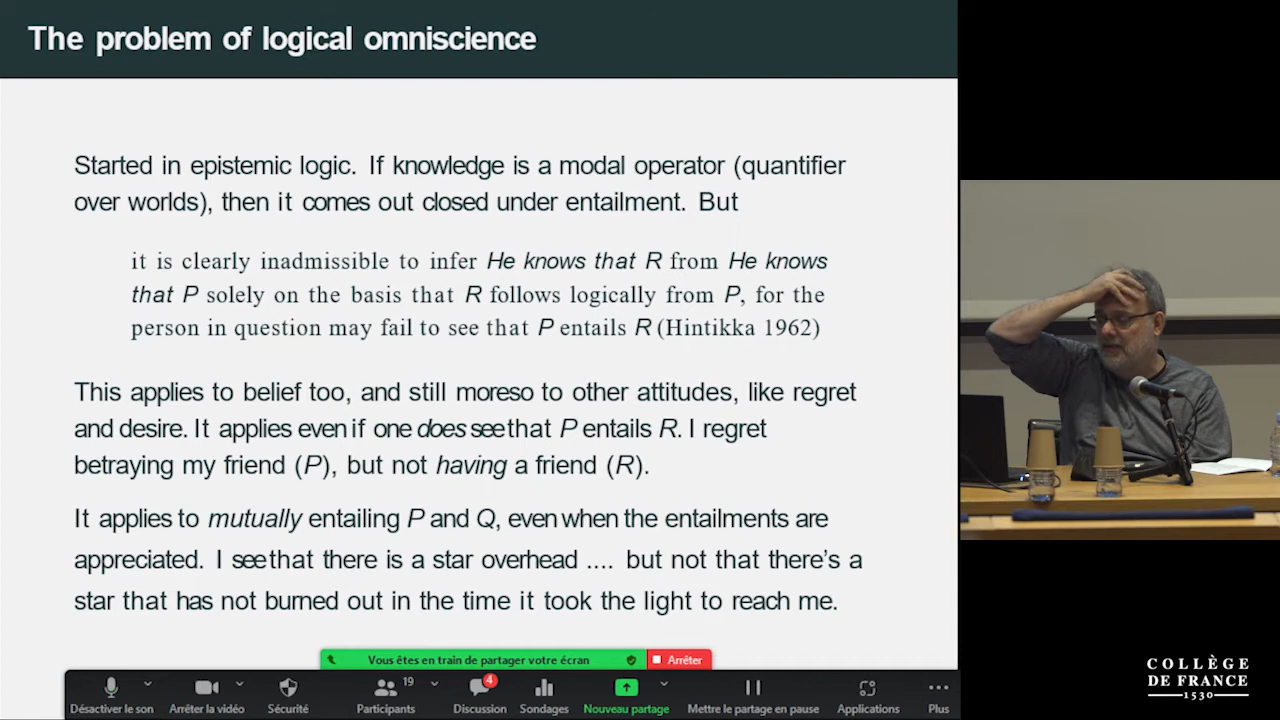 The problem of logical omniscience
Started in epistemic logic. If knowledge is a modal operator (quantifier
over worlds), then it comes out closed under entailment. But
it is clearly inadmissible to infer He knows that R from He knows
that P solely on the basis that R follows logically from P, for the
person in question may fail to see that P entails R (Hintikka 1962)
This applies to belief too, and still moreso to other attitudes, like regret
and desire. It applies even if one does see that P entails R. I regret
betraying my friend (P), but not having a friend (R).
It applies to mutually entailing P and Q, even when the entailments are
appreciated. I see that there is a star overhead .... but not that there's a
star that has not burned out in the time it took the light to reach me.
Vous êtes en train de partager votre écran
Arrêter
19
4
Désactiver le son
Arrêter la vidéo
Sécurité
Participants
Discussion
Sondages
Nouveau partage
Mettre le partage en pause
Applications
Plus
COLLÈGE
DE FRANCE
1530